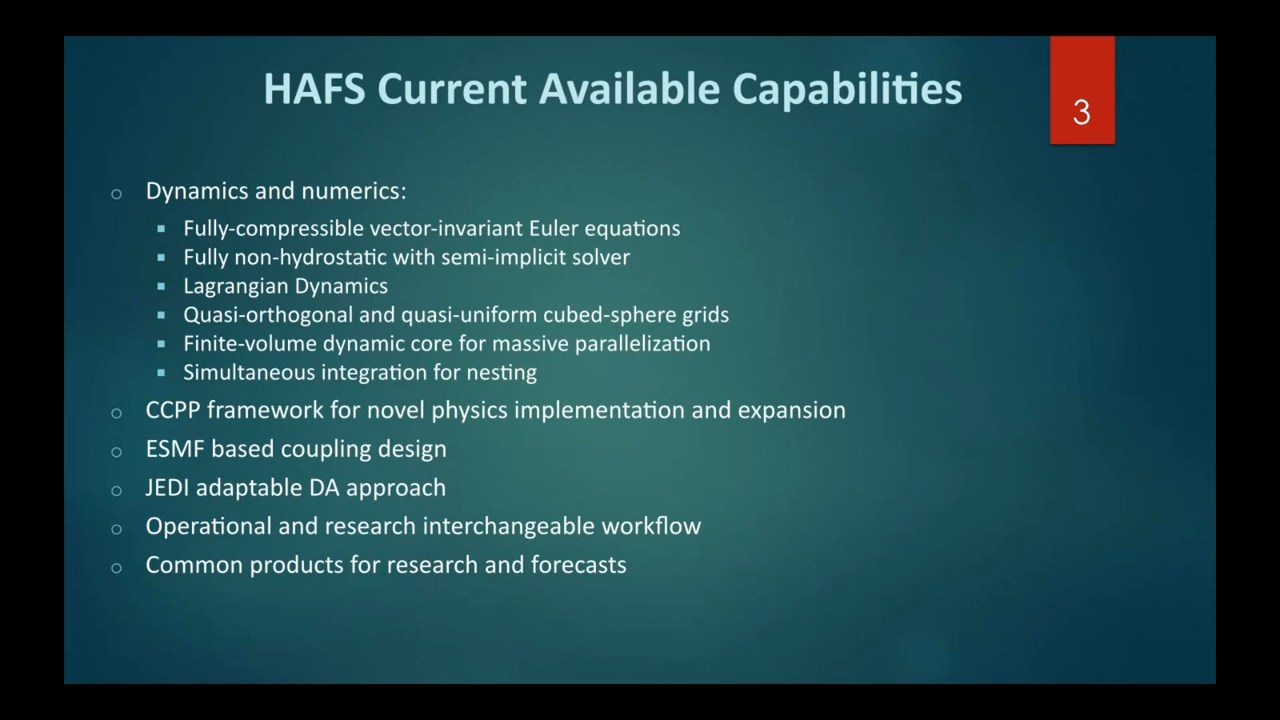 HAFS Current Available Capabilities
3
Dynamics and numerics:
Fully-compressible vector-invariant Euler equations
Fully non-hydrostatic with semi-implicit solver
Lagrangian Dynamics
Quasi-orthogonal and quasi-uniform cubed-sphere grids
Finite-volume dynamic core for massive parallelization
Simultaneous integration for nesting
CCPP framework for novel physics implementation and expansion
ESMF based coupling design
JEDI adaptable DA approach
Operational and research interchangeable workflow
Common products for research and forecasts